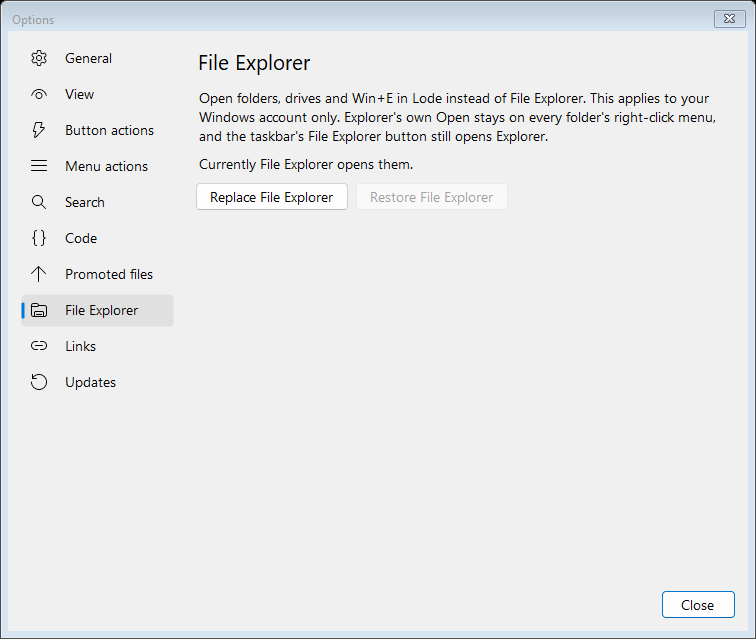 Options
General
View
Button actions
Menu actions
Search
Code
Promoted files
File Explorer
Links
Updates
File Explorer
Open folders, drives and Win+E in Lode instead of File Explorer. This applies to your
Windows account only. Explorer's own Open stays on every folder's right-click menu,
and the taskbar's File Explorer button still opens Explorer.
Currently File Explorer opens them.
Replace File Explorer
Restore File Explorer
Close